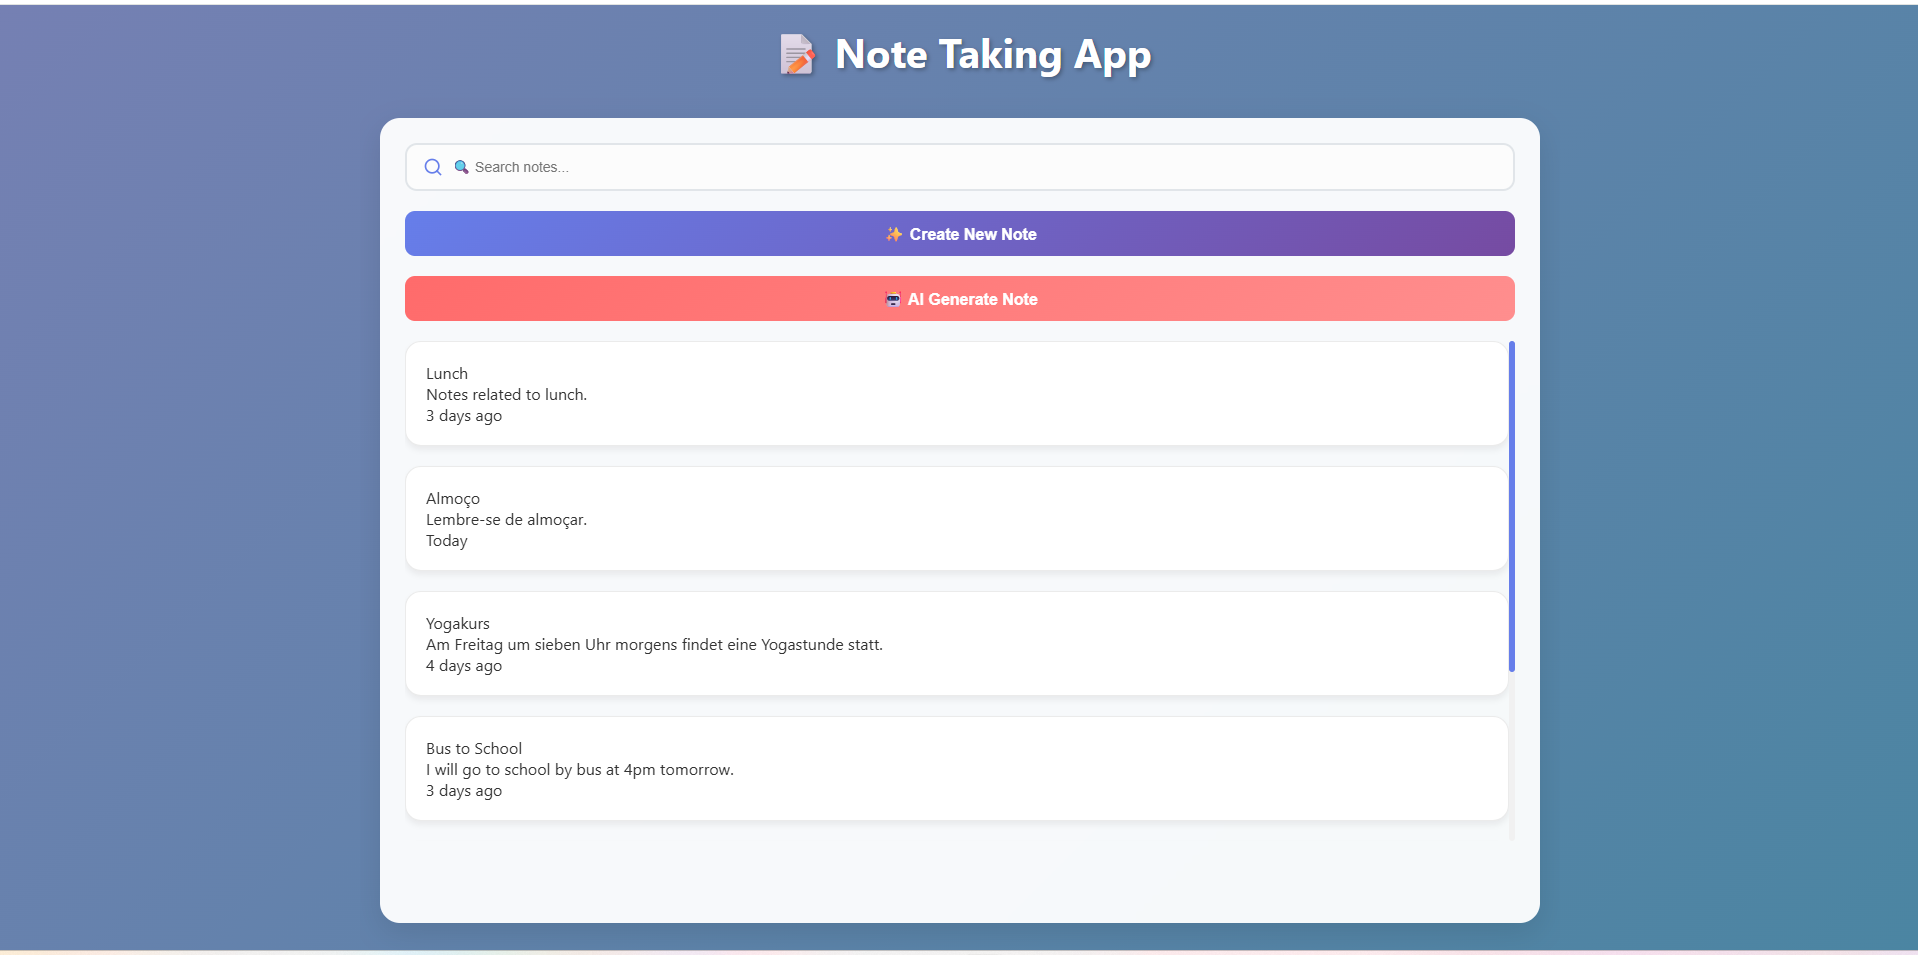 📝 Note Taking App
🔍 Search notes...
✨ Create New Note
🤖 AI Generate Note
Lunch
Notes related to lunch.
3 days ago
Almoço
Lembre-se de almoçar.
Today
Yogakurs
Am Freitag um sieben Uhr morgens findet eine Yogastunde statt.
4 days ago
Bus to School
I will go to school by bus at 4pm tomorrow.
3 days ago